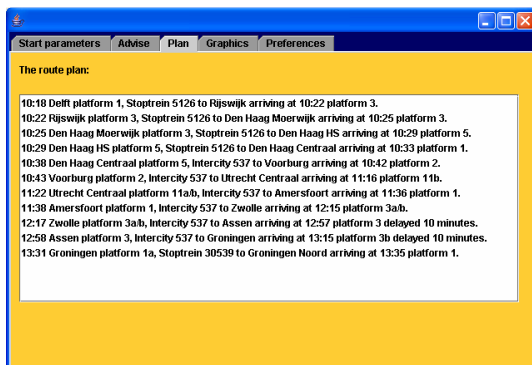 Start parameters Advise Plan Graphics Preferences
The route plan:
10:18 Delft platform 1, Stoptrein 5126 to Rijswijk arriving at 10:22 platform 3.
10:22 Rijswijk platform 3, Stoptrein 5126 to Den Haag Moerwijk arriving at 10:25 platform 3.
10:25 Den Haag Moerwijk platform 3, Stoptrein 5126 to Den Haag HS arriving at 10:29 platform 5.
10:29 Den Haag HS platform 5, Stoptrein 5126 to Den Haag Centraal arriving at 10:33 platform 1.
10:38 Den Haag Centraal platform 5, Intercity 537 to Voorburg arriving at 10:42 platform 2.
10:43 Voorburg platform 2, Intercity 537 to Utrecht Centraal arriving at 11:16 platform 11b.
11:22 Utrecht Centraal platform 11a/b, Intercity 537 to Amersfoort arriving at 11:36 platform 1.
11:38 Amersfoort platform 1, Intercity 537 to Zwolle arriving at 12:15 platform 3a/b.
12:17 Zwolle platform 3a/b, Intercity 537 to Assen arriving at 12:57 platform 3 delayed 10 minutes.
12:58 Assen platform 3, Intercity 537 to Groningen arriving at 13:15 platform 3b delayed 10 minutes.
13:31 Groningen platform 1a, Stoptrein 30539 to Groningen Noord arriving at 13:35 platform 1.